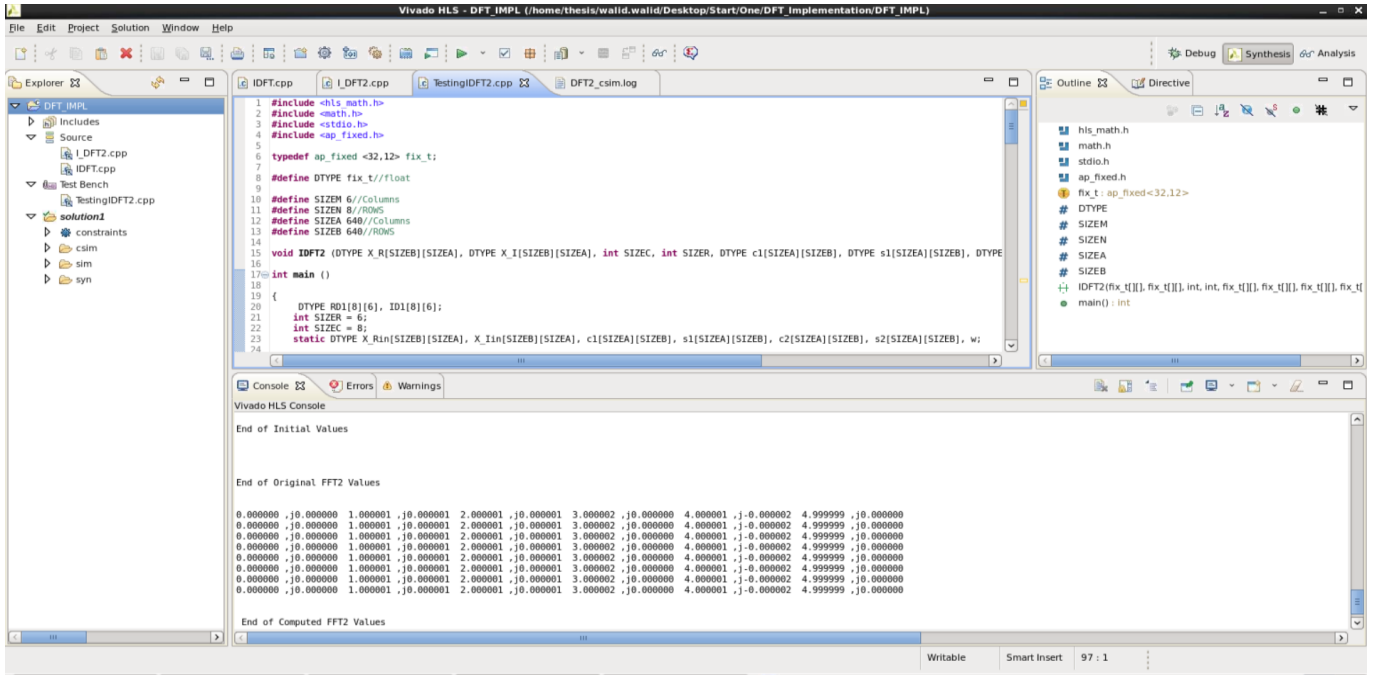 Vivado HLS - DFT_IMPL (/home/thesis/walid.walid/Desktop/Start/One/DFT_Implementation/DFT_IMPL)
File Edit Project Solution Window Help
Debug Synthesis Analysis
Explorer
DFT_IMPL
Includes
Source
I_DFT2.cpp
IDFT.cpp
Test Bench
TestingIDFT2.cpp
solution1
constraints
csim
sim
syn
IDFT.cpp I_DFT2.cpp TestingIDFT2.cpp DFT2_csim.log
1 #include <hls_math.h>
2 #include <math.h>
3 #include <stdio.h>
4 #include <ap_fixed.h>
5
6 typedef ap_fixed <32,12> fix_t;
7
8 #define DTYPE fix_t//float
9
10 #define SIZEM 6//Columns
11 #define SIZEN 8//ROWS
12 #define SIZEA 640//Columns
13 #define SIZEB 640//ROWS
14
15 void IDFT2 (DTYPE X_R[SIZEB][SIZEA], DTYPE X_I[SIZEB][SIZEA], int SIZEC, int SIZER, DTYPE c1[SIZEA][SIZEB], DTYPE s1[SIZEA][SIZEB], DTYPE
16
17 int main ()
18
19 {
20 DTYPE RD1[8][6], ID1[8][6];
21 int SIZER = 6;
22 int SIZEC = 8;
23 static DTYPE X_Rin[SIZEB][SIZEA], X_Iin[SIZEB][SIZEA], c1[SIZEA][SIZEB], s1[SIZEA][SIZEB], c2[SIZEA][SIZEB], s2[SIZEA][SIZEB], w;
24
Outline Directive
hls_math.h
math.h
stdio.h
ap_fixed.h
fix_t : ap_fixed<32,12>
DTYPE
SIZEM
SIZEN
SIZEA
SIZEB
IDFT2(fix_t[][], fix_t[][], int, int, fix_t[][], fix_t[][], fix_t[][], fix_t[
main() : int
Console Errors Warnings
Vivado HLS Console
End of Initial Values
End of Original FFT2 Values
0.000000 ,j0.000000 1.000001 ,j0.000001 2.000001 ,j0.000001 3.000002 ,j0.000000 4.000001 ,j-0.000002 4.999999 ,j0.000000
0.000000 ,j0.000000 1.000001 ,j0.000001 2.000001 ,j0.000001 3.000002 ,j0.000000 4.000001 ,j-0.000002 4.999999 ,j0.000000
0.000000 ,j0.000000 1.000001 ,j0.000001 2.000001 ,j0.000001 3.000002 ,j0.000000 4.000001 ,j-0.000002 4.999999 ,j0.000000
0.000000 ,j0.000000 1.000001 ,j0.000001 2.000001 ,j0.000001 3.000002 ,j0.000000 4.000001 ,j-0.000002 4.999999 ,j0.000000
0.000000 ,j0.000000 1.000001 ,j0.000001 2.000001 ,j0.000001 3.000002 ,j0.000000 4.000001 ,j-0.000002 4.999999 ,j0.000000
0.000000 ,j0.000000 1.000001 ,j0.000001 2.000001 ,j0.000001 3.000002 ,j0.000000 4.000001 ,j-0.000002 4.999999 ,j0.000000
0.000000 ,j0.000000 1.000001 ,j0.000001 2.000001 ,j0.000001 3.000002 ,j0.000000 4.000001 ,j-0.000002 4.999999 ,j0.000000
0.000000 ,j0.000000 1.000001 ,j0.000001 2.000001 ,j0.000001 3.000002 ,j0.000000 4.000001 ,j-0.000002 4.999999 ,j0.000000
End of Computed FFT2 Values
Writable Smart Insert 97 : 1